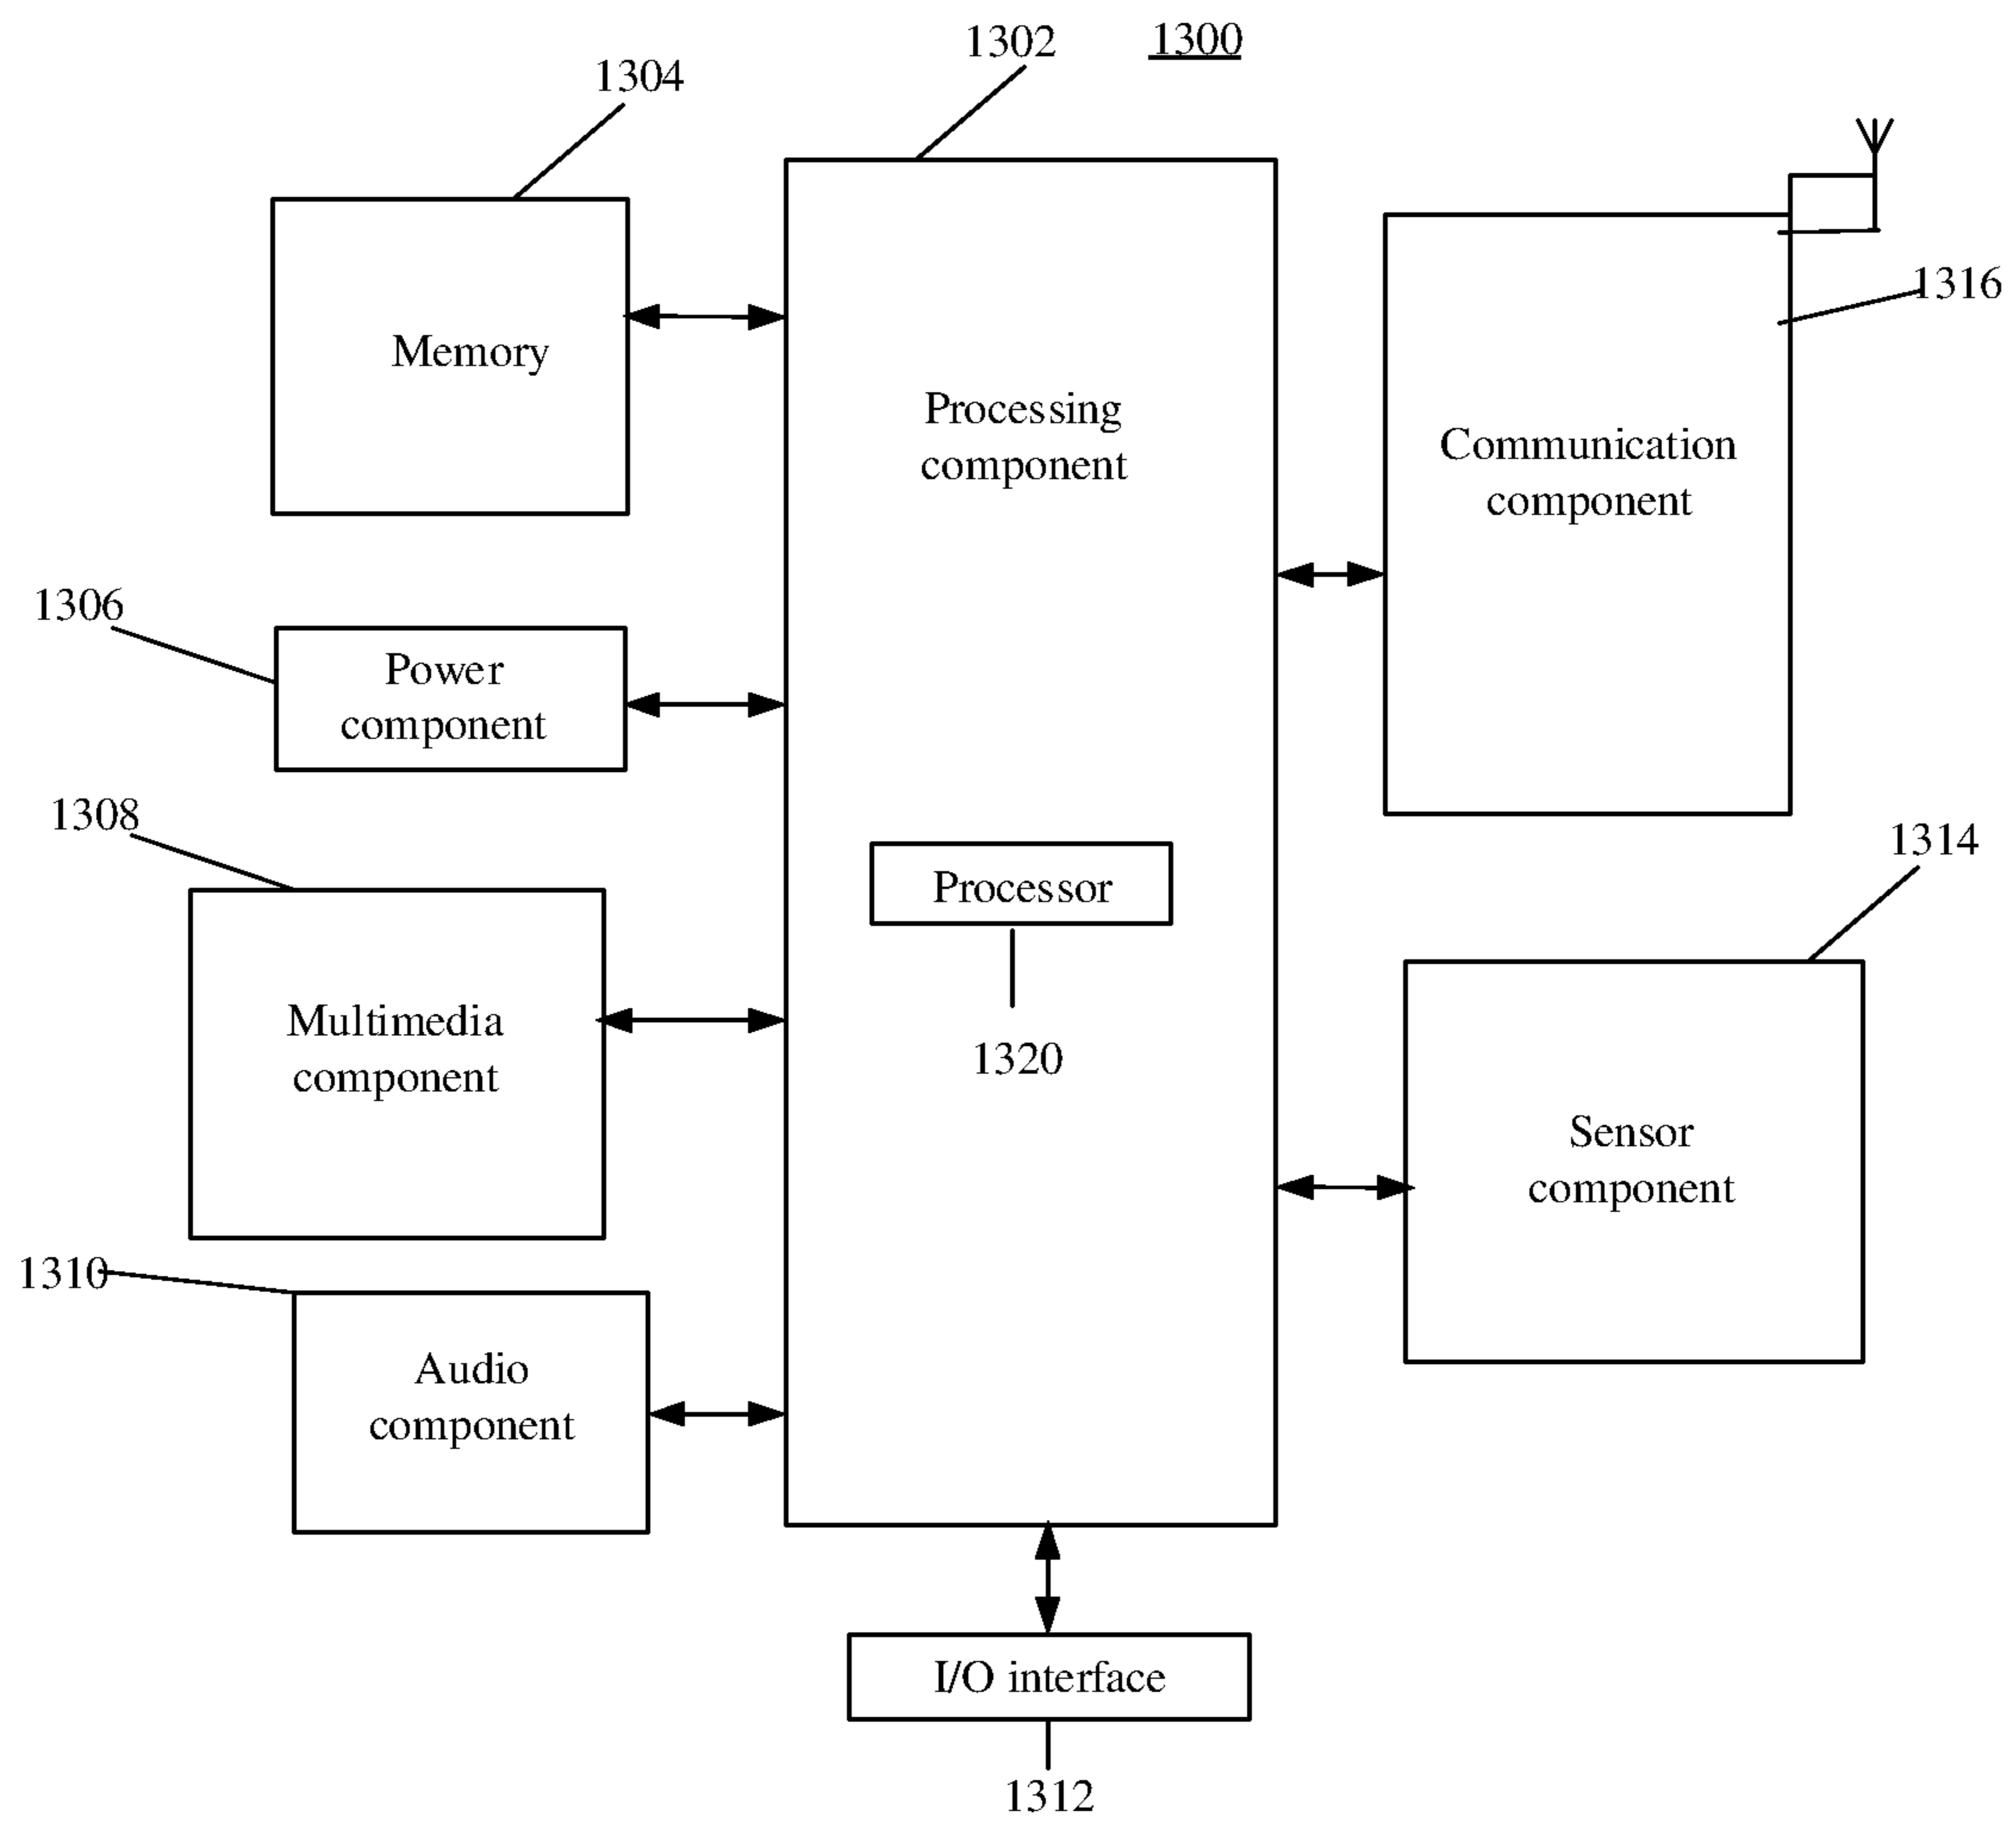 1302
1300
1304
1316
Memory
Processing
component
Communication
component
1306
Power
component
1308
1314
Processor
Multimedia
component
1320
Sensor
component
1310
Audio
component
I/O interface
1312